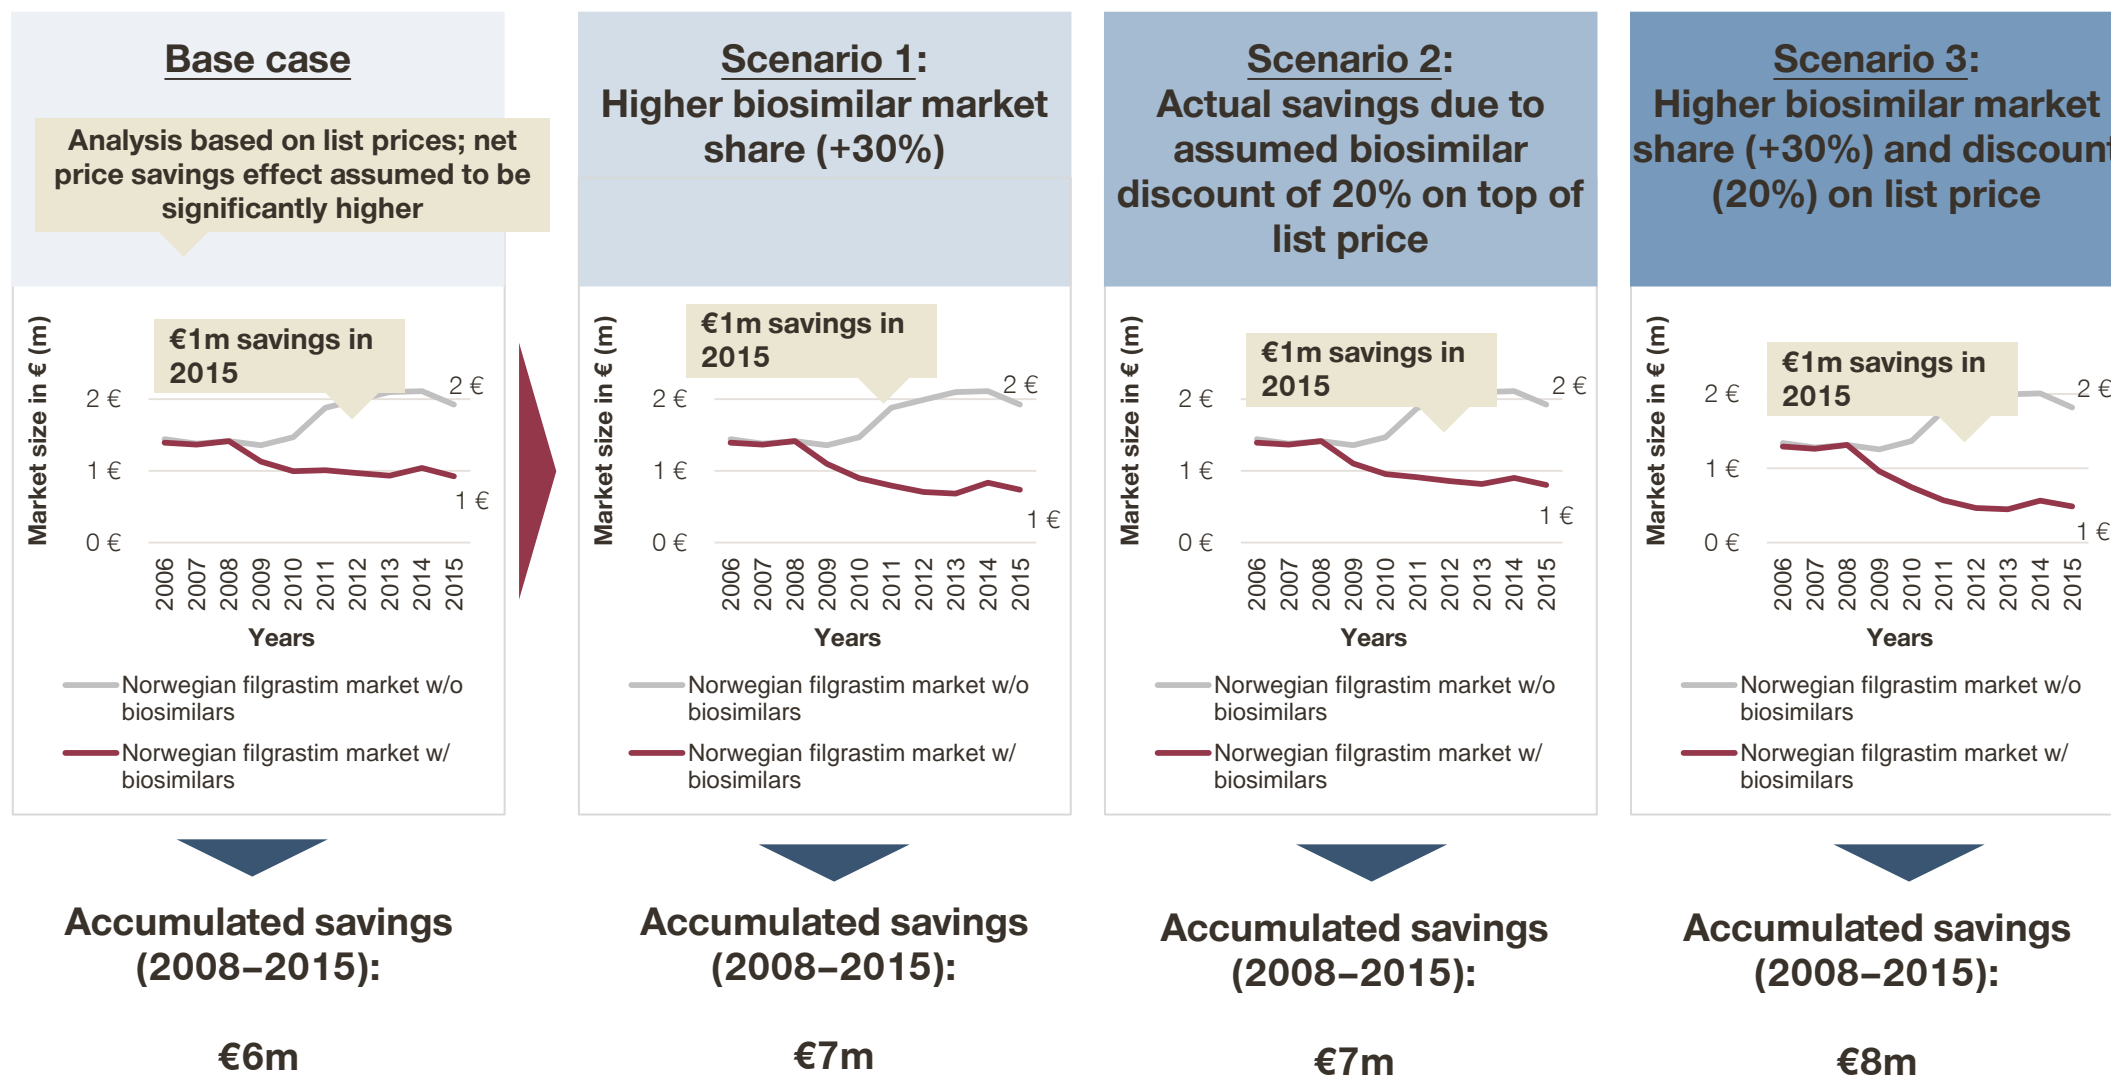 Base case
Analysis based on list prices; net
price savings effect assumed to be
significantly higher
Market size in € (m)
€1m savings in
2015
2 €
1 €
0 €
2 €
1 €
2006
2007
2008
2009
2010
2011
2012
2013
2014
2015
Years
Norwegian filgrastim market w/o
biosimilars
Norwegian filgrastim market w/
biosimilars
Accumulated savings
(2008–2015):
€6m
Scenario 1:
Higher biosimilar market
share (+30%)
Market size in € (m)
€1m savings in
2015
2 €
1 €
0 €
2 €
1 €
2006
2007
2008
2009
2010
2011
2012
2013
2014
2015
Years
Norwegian filgrastim market w/o
biosimilars
Norwegian filgrastim market w/
biosimilars
Accumulated savings
(2008–2015):
€7m
Scenario 2:
Actual savings due to
assumed biosimilar
discount of 20% on top of
list price
Market size in € (m)
€1m savings in
2015
2 €
1 €
0 €
2 €
1 €
2006
2007
2008
2009
2010
2011
2012
2013
2014
2015
Years
Norwegian filgrastim market w/o
biosimilars
Norwegian filgrastim market w/
biosimilars
Accumulated savings
(2008–2015):
€7m
Scenario 3:
Higher biosimilar market
share (+30%) and discount
(20%) on list price
Market size in € (m)
€1m savings in
2015
2 €
1 €
0 €
2 €
1 €
2006
2007
2008
2009
2010
2011
2012
2013
2014
2015
Years
Norwegian filgrastim market w/o
biosimilars
Norwegian filgrastim market w/
biosimilars
Accumulated savings
(2008–2015):
€8m